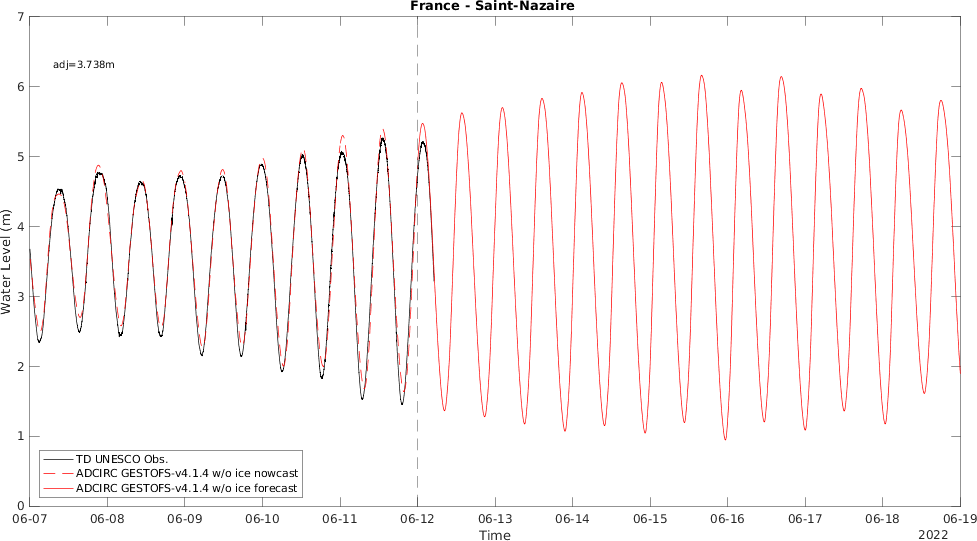 France - Saint-Nazaire
adj=3.738m
7
6
5
4
3
2
1
0
Water Level (m)
TD UNESCO Obs.
ADCIRC GESTOFS-v4.1.4 w/o ice nowcast
ADCIRC GESTOFS-v4.1.4 w/o ice forecast
06-07 06-08 06-09 06-10 06-11 06-12 06-13 06-14 06-15 06-16 06-17 06-18 06-19
Time
2022